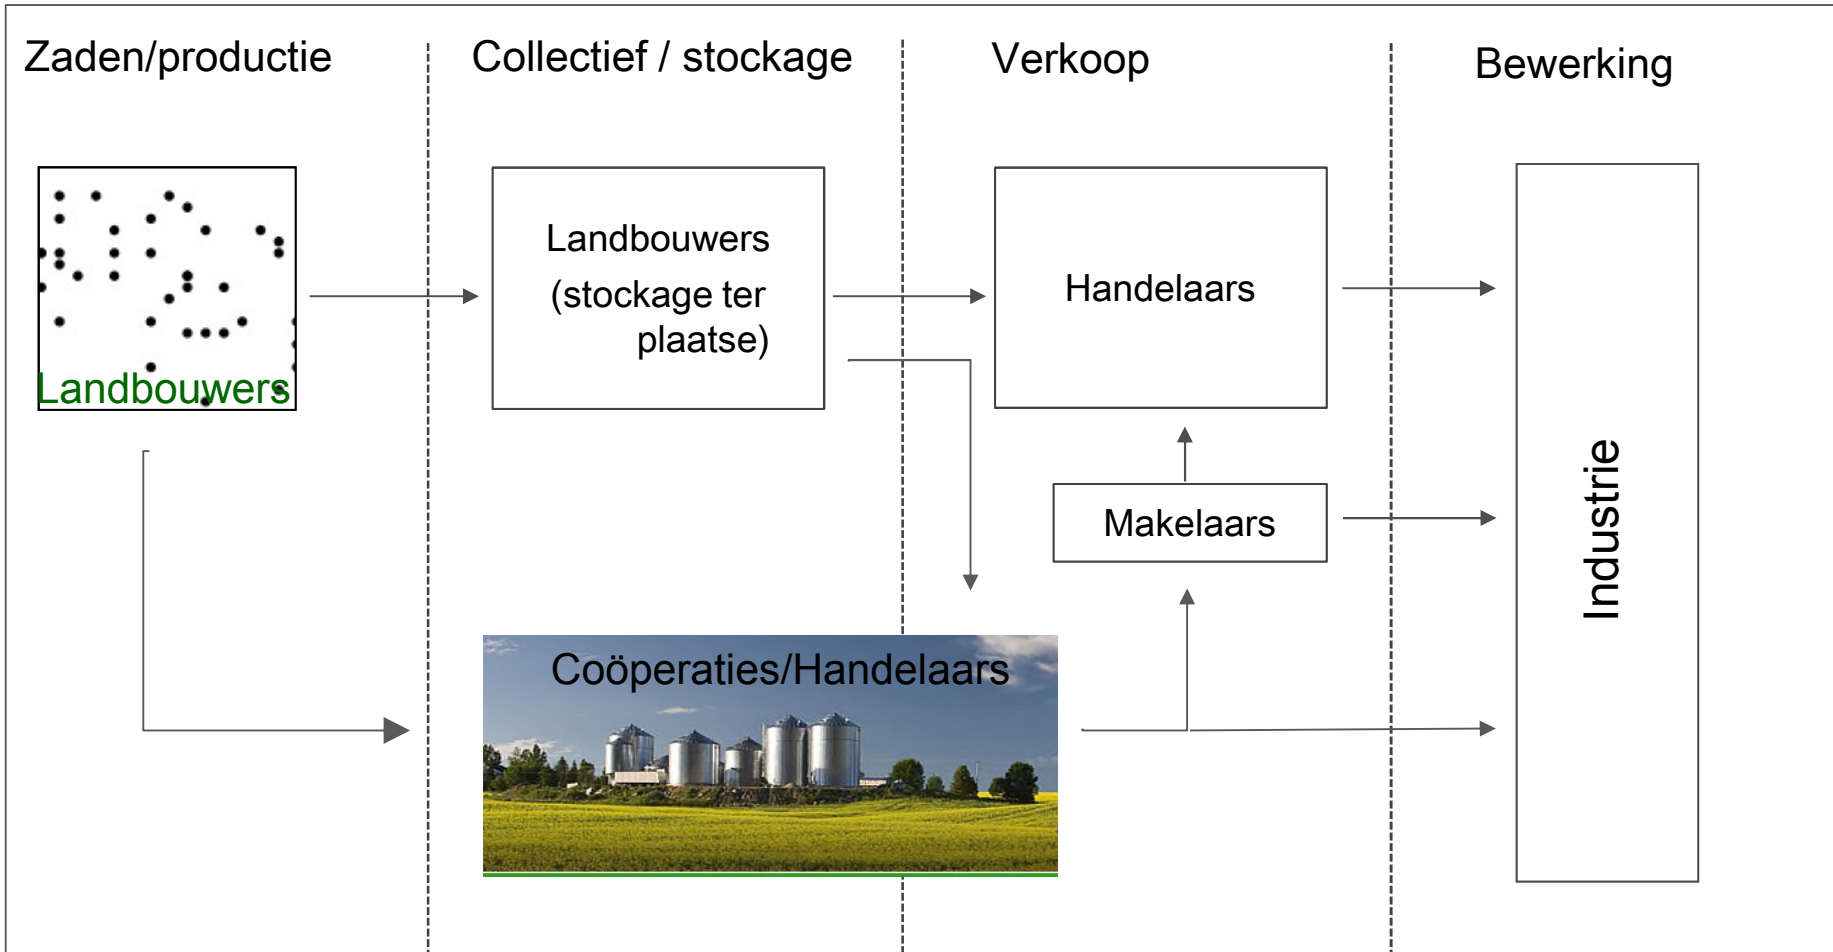 Zaden/productie
Collectief / stockage
Verkoop
Bewerking
Landbouwers
Landbouwers
(stockage ter
plaatse)
Handelaars
Makelaars
Industrie
Coöperaties/Handelaars